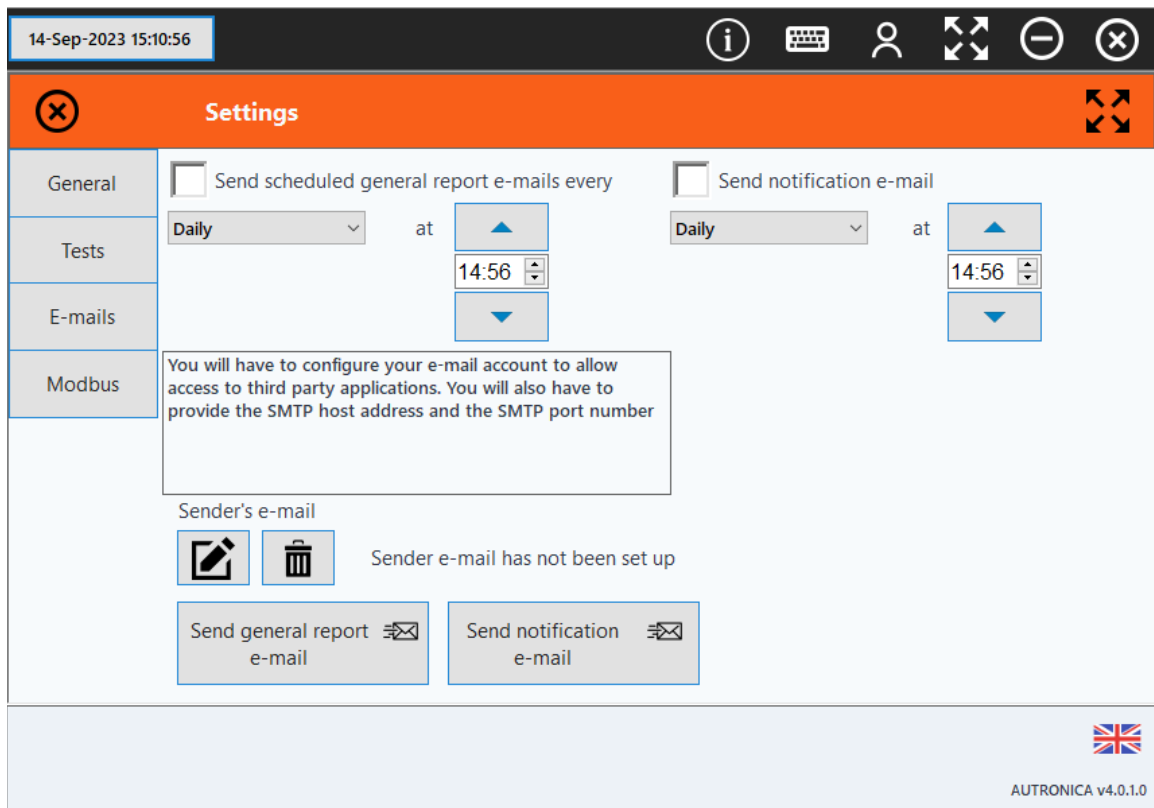 14-Sep-2023 15:10:56
Settings
General
Tests
E-mails
Modbus
Send scheduled general report e-mails every
Daily
at
14:56
Send notification e-mail
Daily
at
14:56
You will have to configure your e-mail account to allow
access to third party applications. You will also have to
provide the SMTP host address and the SMTP port number
Sender's e-mail
Sender e-mail has not been set up
Send general report
e-mail
Send notification
e-mail
AUTRONICA v4.0.1.0